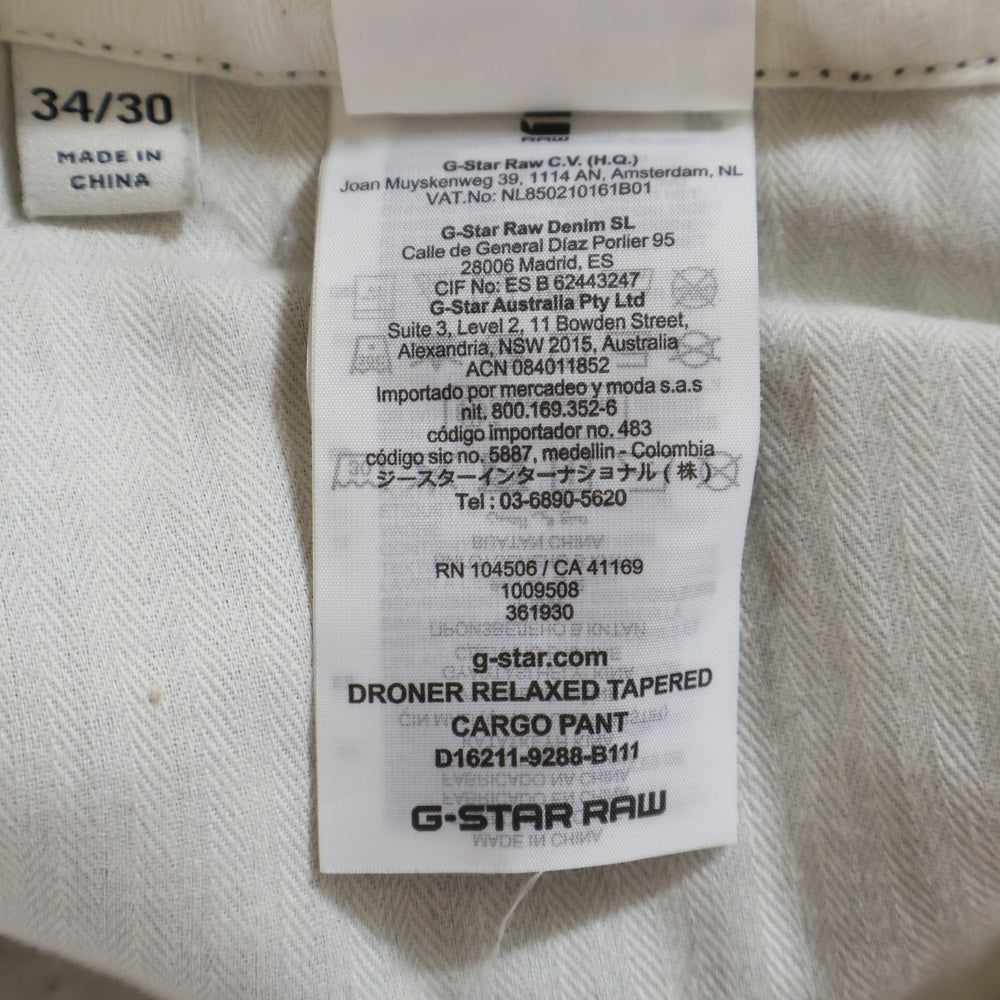 34/30
MADE IN
CHINA
RAW
G-Star Raw C.V. (H.Q.)
Joan Muyskenweg 39, 1114 AN, Amsterdam, NL
VAT.No: NL850210161B01
G-Star Raw Denim SL
Calle de General Díaz Porlier 95
28006 Madrid, ES
CIF No: ES B 62443247
G-Star Australia Pty Ltd
Suite 3, Level 2, 11 Bowden Street,
Alexandria, NSW 2015, Australia
ACN 084011852
Importado por mercadeo y moda s.a.s
nit. 800.169.352-6
código importador no. 483
código sic no. 5887, medellin - Colombia
ジースターインターナショナル ( 株 )
Tel : 03-6890-5620
RN 104506 / CA 41169
1009508
361930
g-star.com
DRONER RELAXED TAPERED
CARGO PANT
D16211-9288-B111
G-STAR RAW
MADE IN CHINA